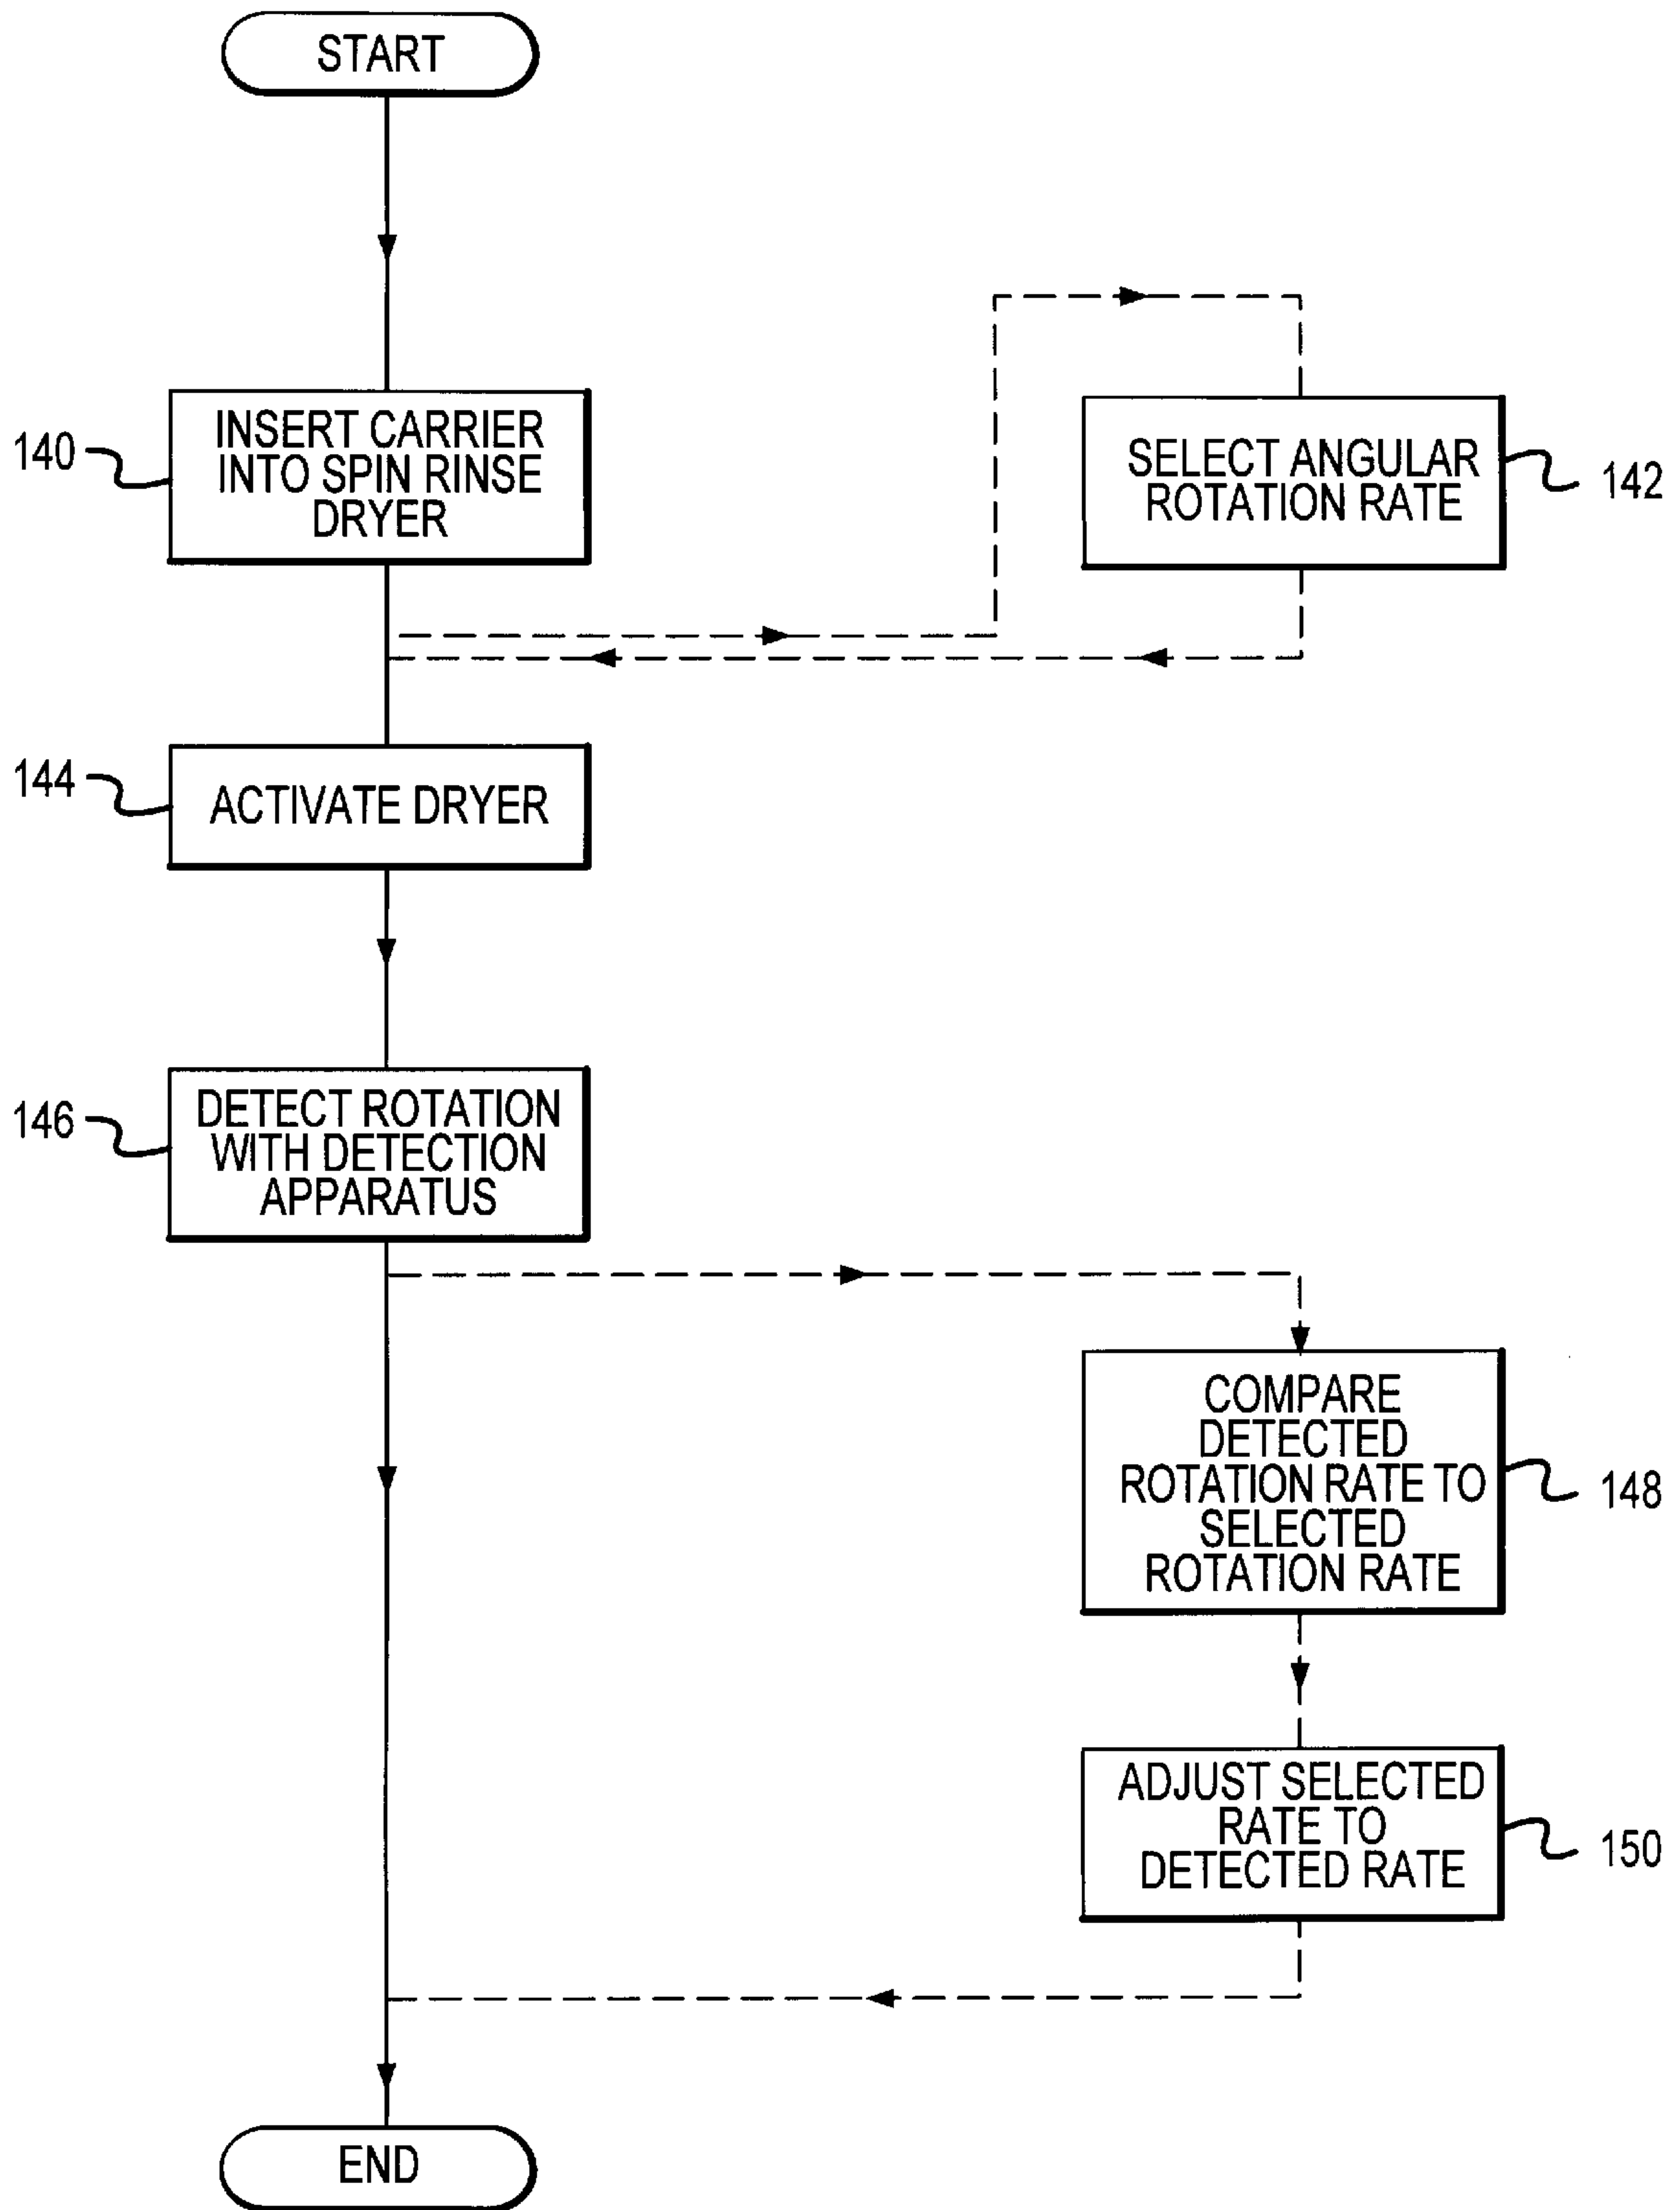 START
140
INSERT CARRIER
INTO SPIN RINSE
DRYER
SELECT ANGULAR
ROTATION RATE
142
144
ACTIVATE DRYER
146
DETECT ROTATION
WITH DETECTION
APPARATUS
COMPARE
DETECTED
ROTATION RATE TO
SELECTED
ROTATION RATE
148
ADJUST SELECTED
RATE TO
DETECTED RATE
150
END